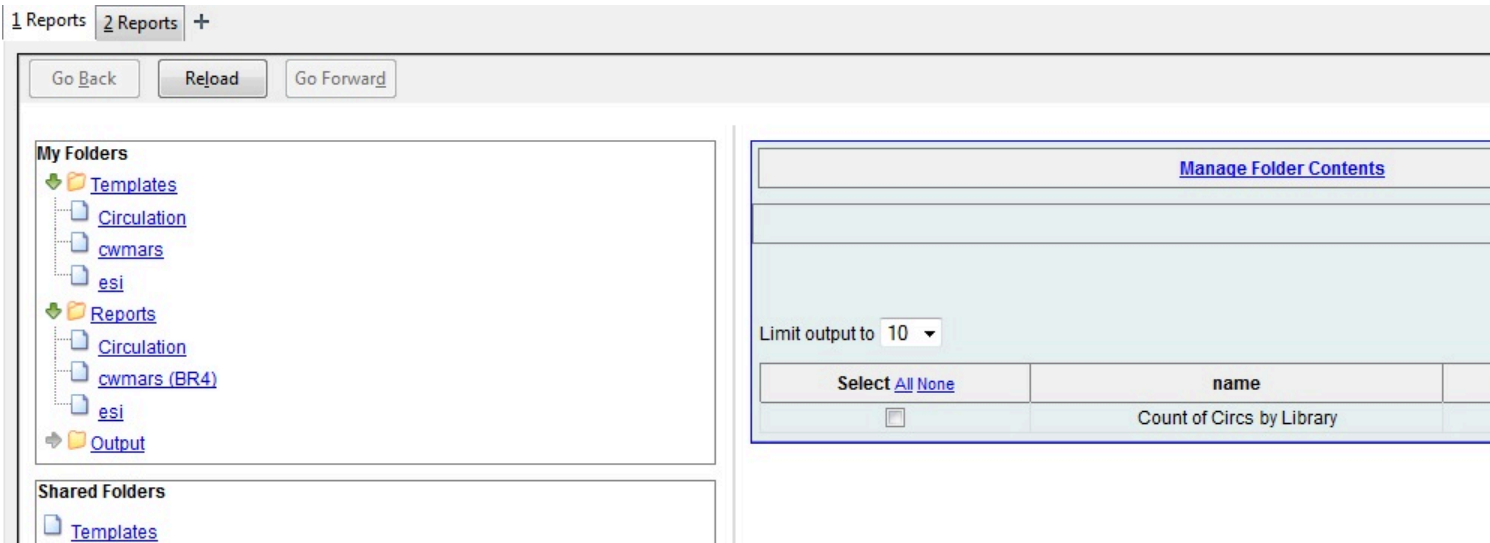 1 Reports 2 Reports +
Go Back Reload Go Forward
My Folders
Templates
Circulation
cwmars
esi
Reports
Circulation
cwmars (BR4)
esi
Output
Shared Folders
Templates
Manage Folder Contents
Limit output to 10
Select All None name
Count of Circs by Library